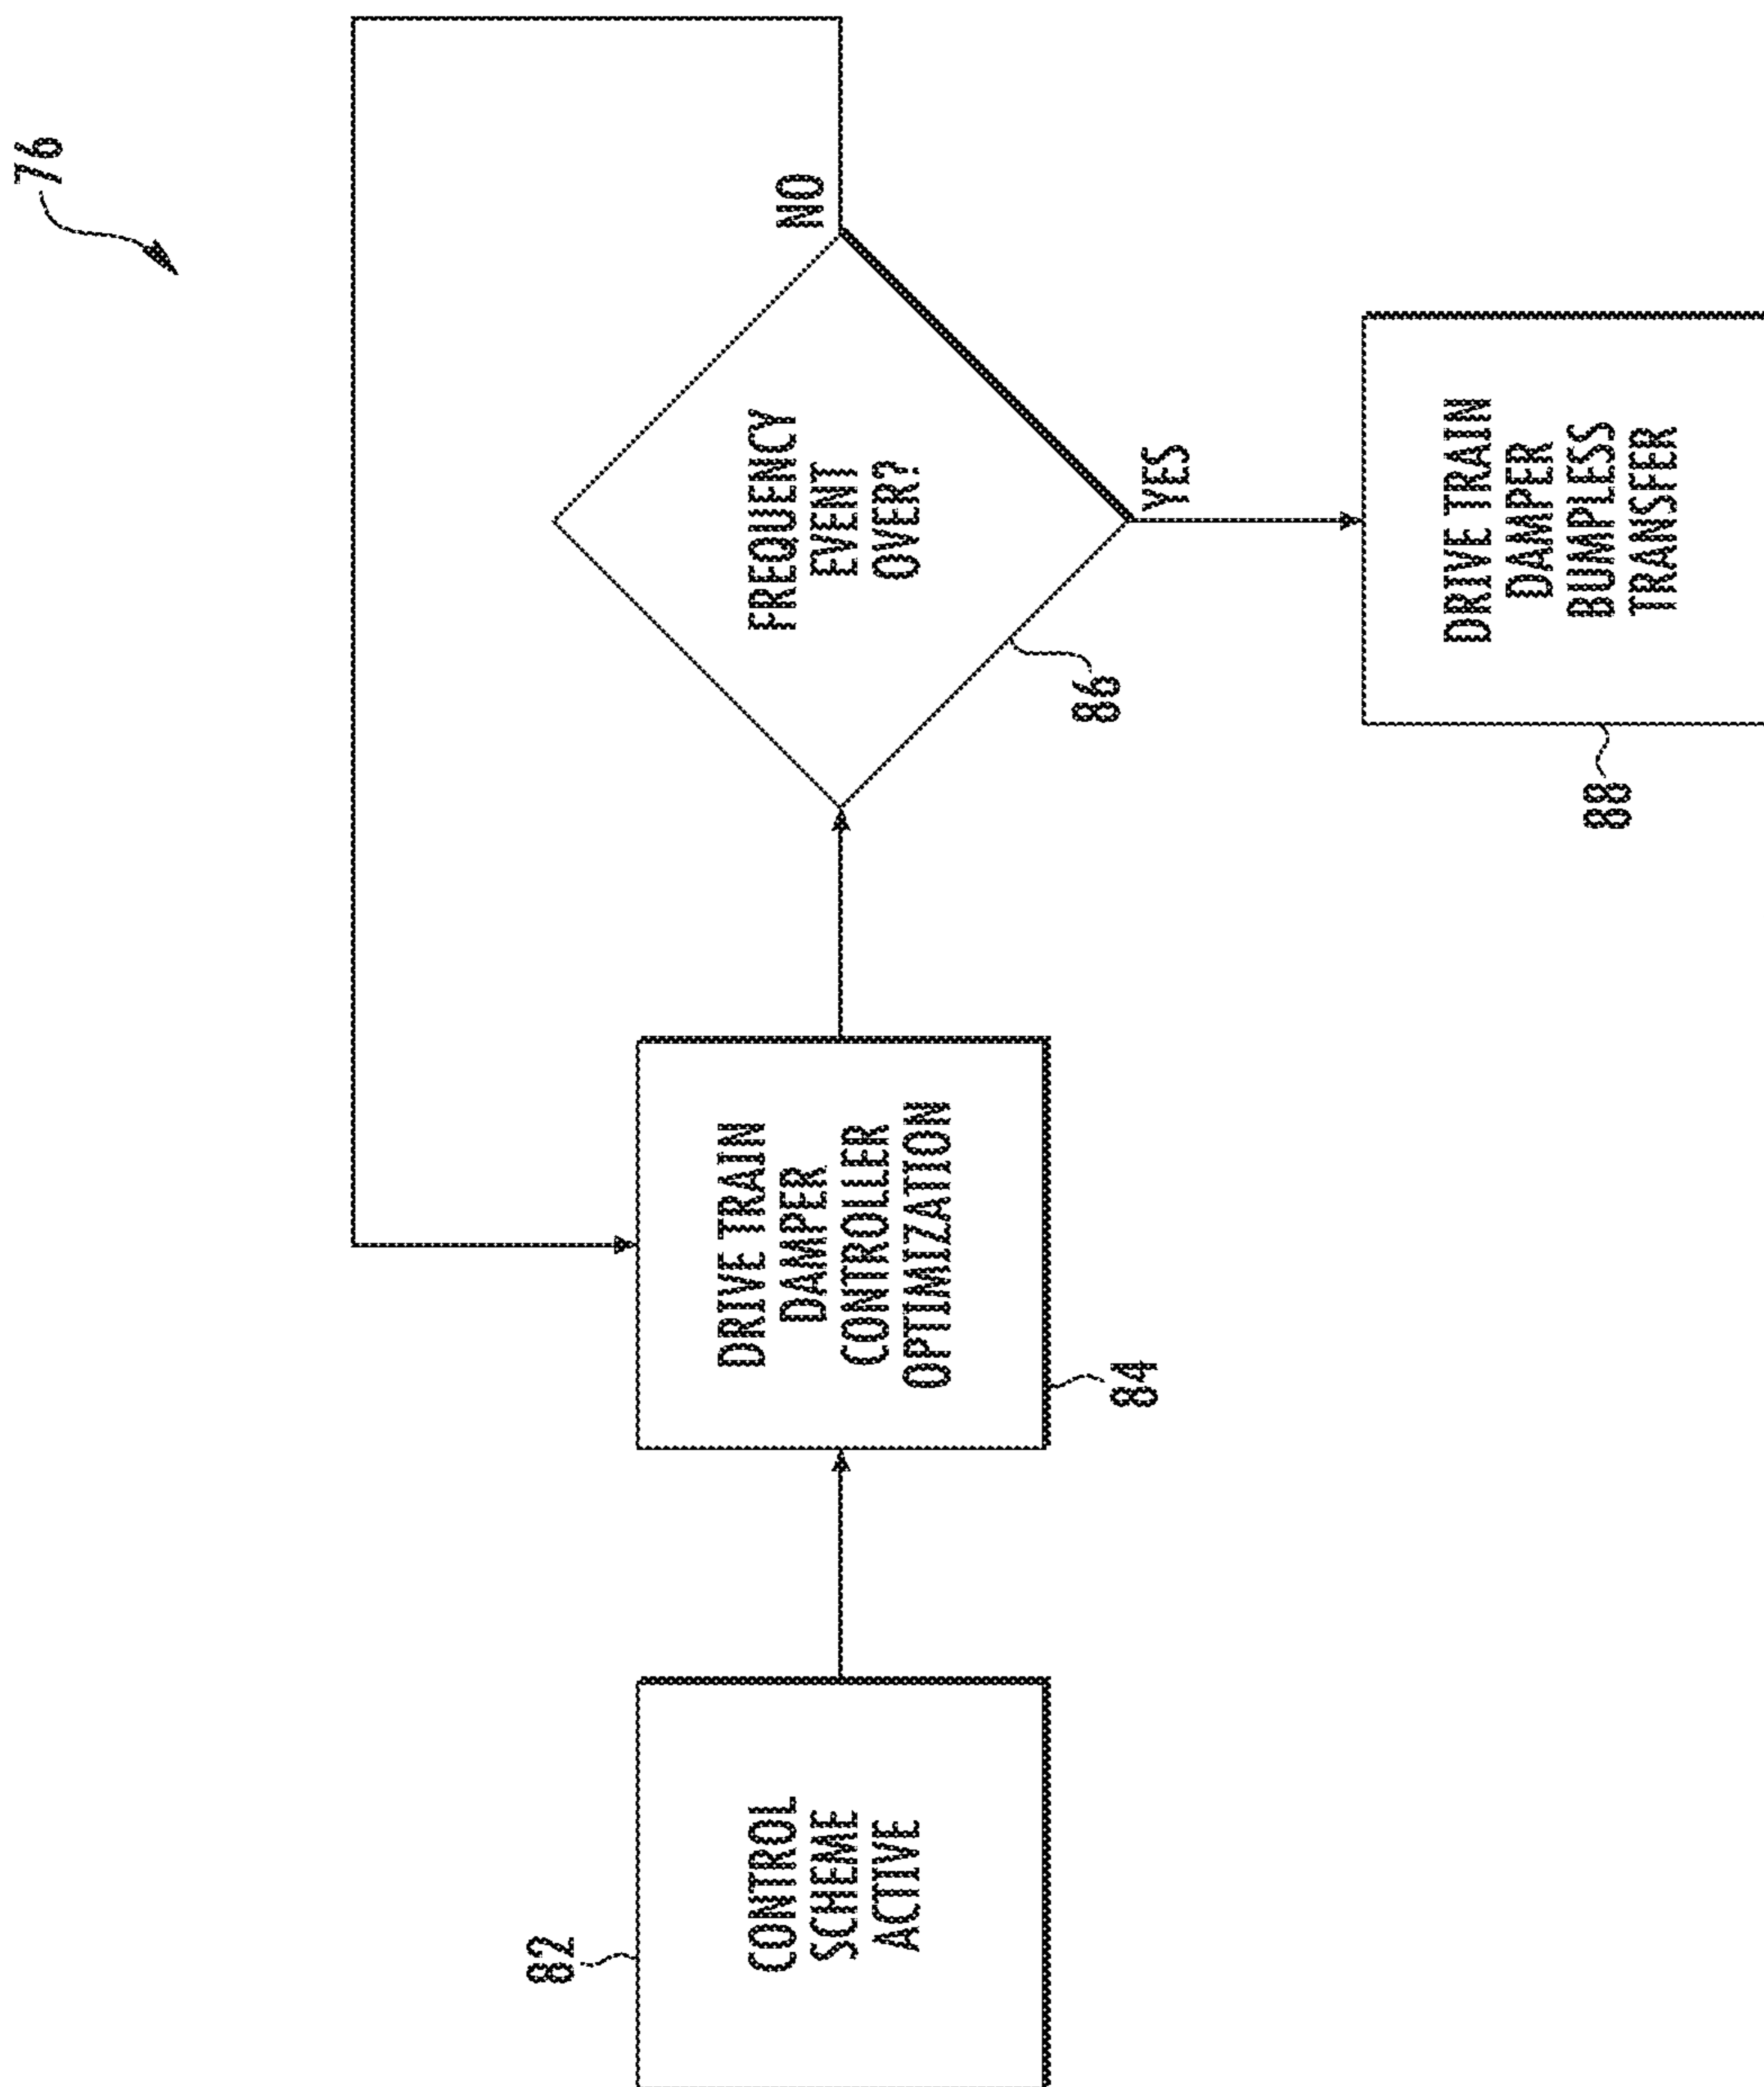 76
82
CONTROL
SCHEME
ACTIVE
DRIVE TRAIN
DAMPER
CONTROLLER
OPTIMIZATION
84
FREQUENCY
EVENT
OVER?
NO
86
YES
DRIVE TRAIN
DAMPER
BUMPLESS
TRANSFER
88